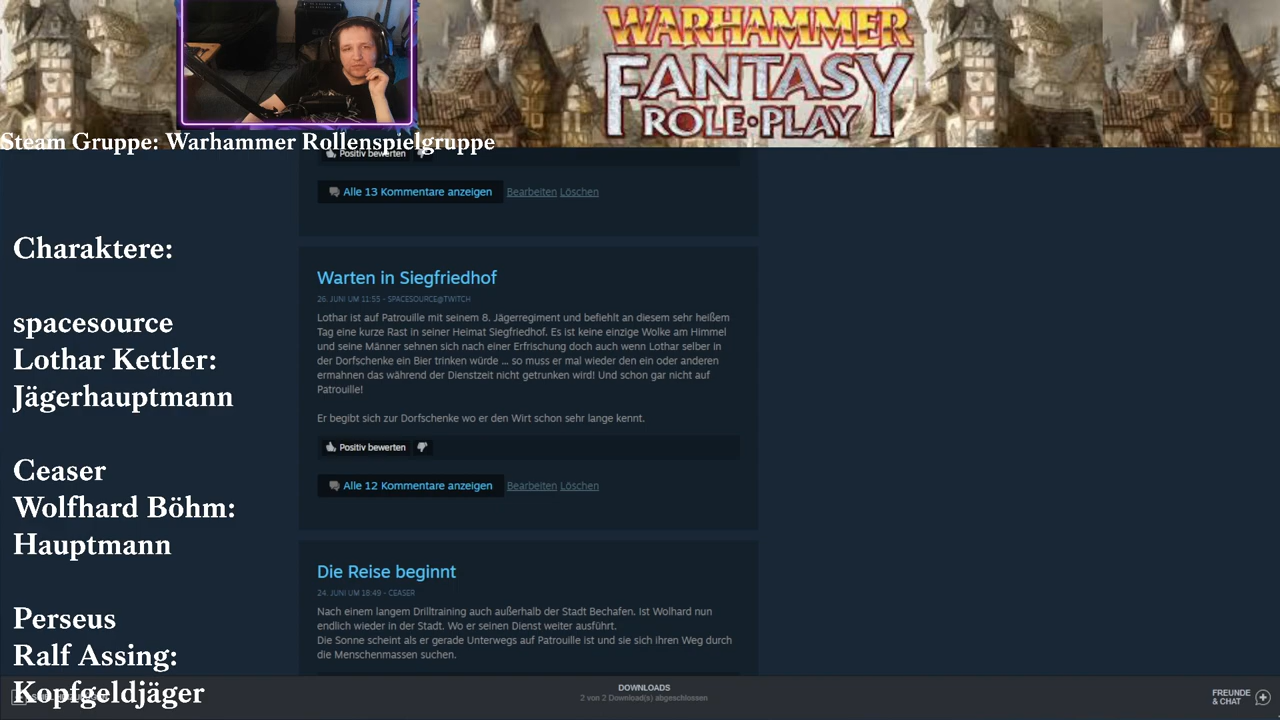 WARHAMMER
FANTASY
ROLE•PLAY
Steam Gruppe: Warhammer Rollenspielgruppe
Positiv bewerten
Alle 13 Kommentare anzeigen Bearbeiten Löschen
Charaktere:
spacesource
Lothar Kettler:
Jägerhauptmann
Ceaser
Wolfhard Böhm:
Hauptmann
Perseus
Ralf Assing:
Kopfgeldjäger
Warten in Siegfriedhof
26. JUNI UM 11:55 - SPACESOURCE@TWITCH
Lothar ist auf Patrouille mit seinem 8. Jägerregiment und befiehlt an diesem sehr heißem
Tag eine kurze Rast in seiner Heimat Siegfriedhof. Es ist keine einzige Wolke am Himmel
und seine Männer sehnen sich nach einer Erfrischung doch auch wenn Lothar selber in
der Dorfschenke ein Bier trinken würde ... so muss er mal wieder den ein oder anderen
ermahnen das während der Dienstzeit nicht getrunken wird! Und schon gar nicht auf
Patrouille!
Er begibt sich zur Dorfschenke wo er den Wirt schon sehr lange kennt.
Positiv bewerten
Alle 12 Kommentare anzeigen Bearbeiten Löschen
Die Reise beginnt
24. JUNI UM 18:49 - CEASER
Nach einem langem Drilltraining auch außerhalb der Stadt Bechafen. Ist Wolhard nun
endlich wieder in der Stadt. Wo er seinen Dienst weiter ausführt.
Die Sonne scheint als er gerade Unterwegs auf Patrouille ist und sie sich ihren Weg durch
die Menschenmassen suchen.
DOWNLOADS
2 von 2 Download(s) abgeschlossen
FREUNDE
& CHAT